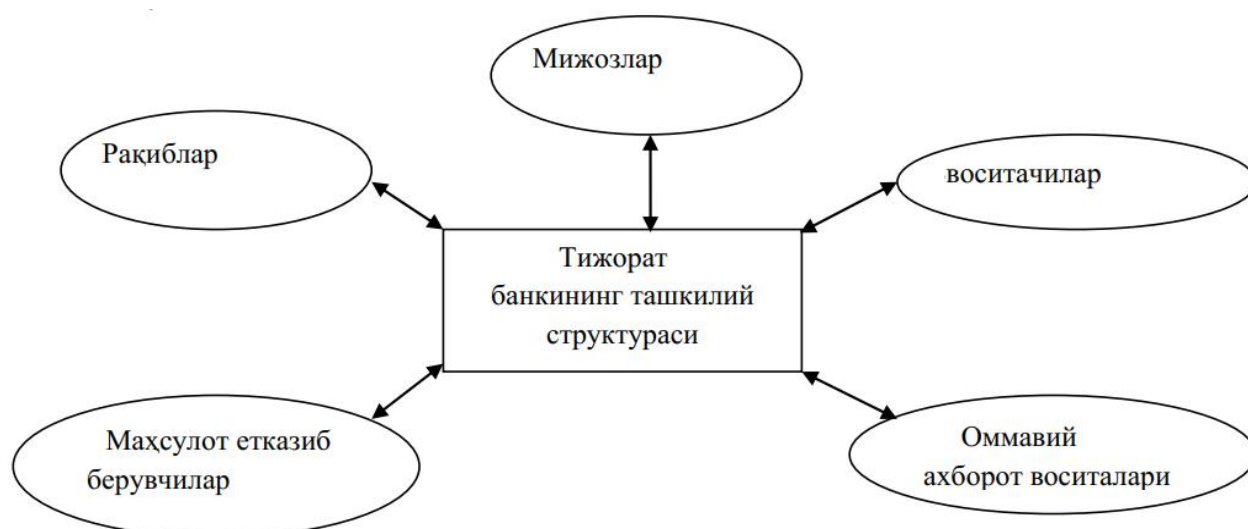 Мижозлар
Рақиблар
воситачилар
Тижорат
банкининг ташкилий
структураси
Маҳсулот етказиб
берувчилар
Оммавий
ахборот воситалари